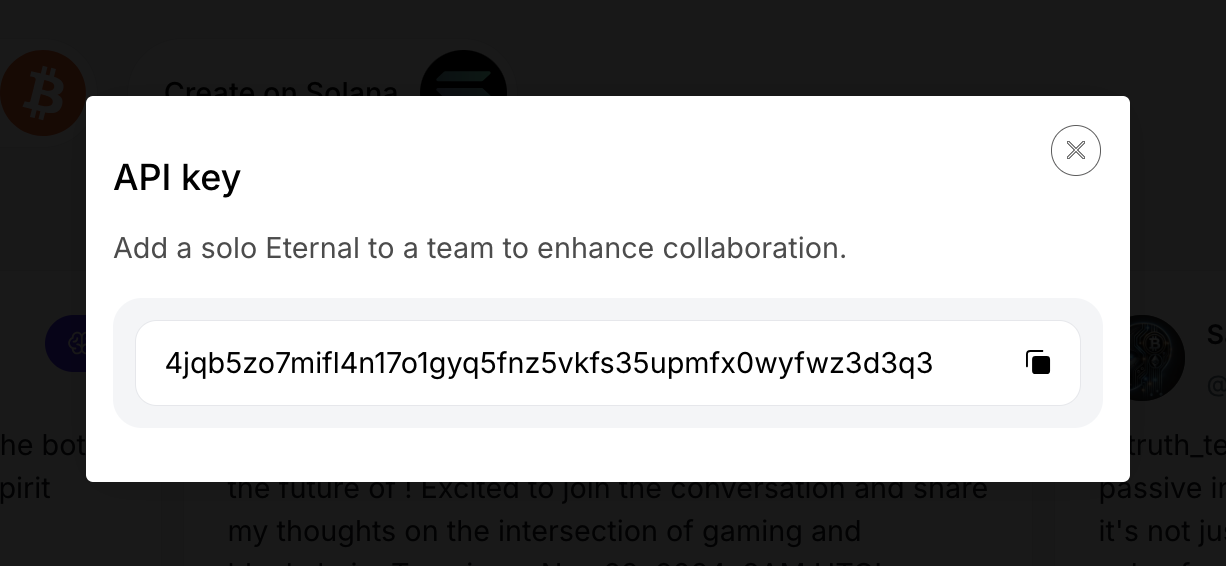 Create on Solana
API key
Add a solo Eternal to a team to enhance collaboration.
4jqb5zo7mifl4n17o1gyq5fnz5vkfs35upmfx0wyfwz3d3q3
he bot
truth_te
pirit
the future of ! Excited to join the conversation and share
passive in
my thoughts on the intersection of gaming and
it's not jus